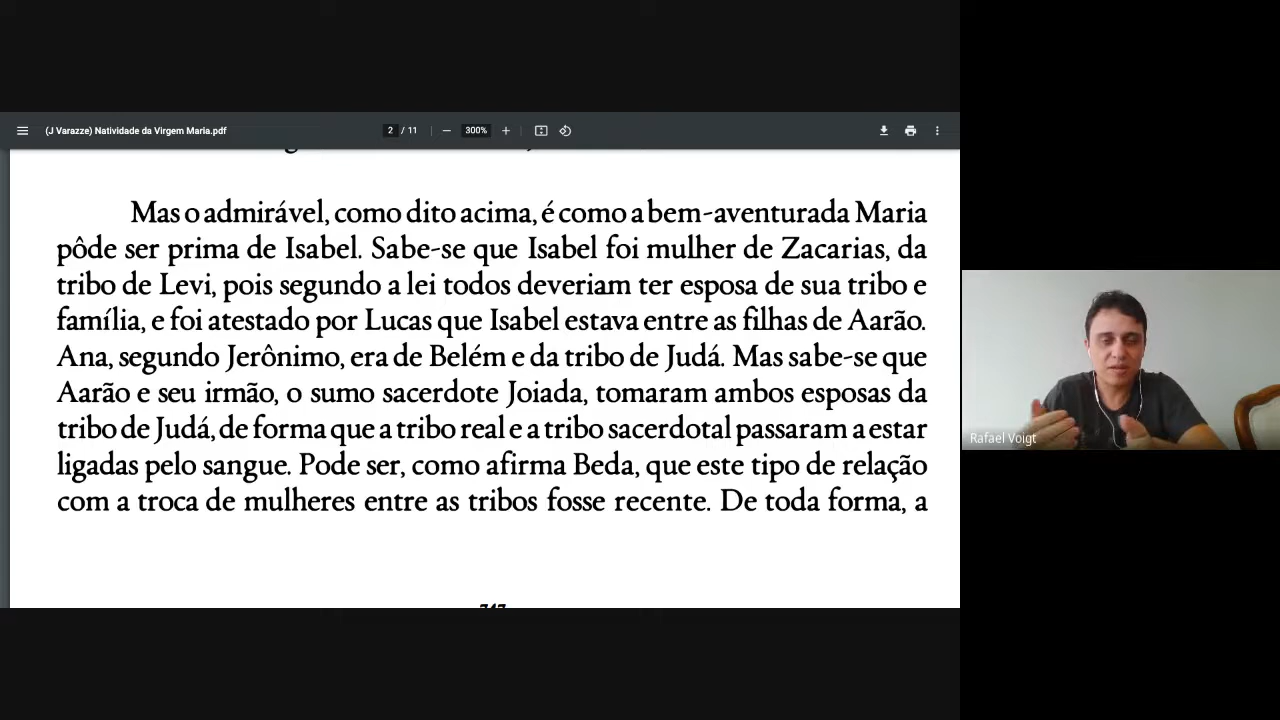 (J Varazze) Natividade da Virgem Maria.pdf
2 / 11
300%
Mas o admirável, como dito acima, é como a bem-aventurada Maria
pôde ser prima de Isabel. Sabe-se que Isabel foi mulher de Zacarias, da
tribo de Levi, pois segundo a lei todos deveriam ter esposa de sua tribo e
família, e foi atestado por Lucas que Isabel estava entre as filhas de Aarão.
Ana, segundo Jerônimo, era de Belém e da tribo de Judá. Mas sabe-se que
Aarão e seu irmão, o sumo sacerdote Joiada, tomaram ambos esposas da
tribo de Judá, de forma que a tribo real e a tribo sacerdotal passaram a estar
ligadas pelo sangue. Pode ser, como afirma Beda, que este tipo de relação
com a troca de mulheres entre as tribos fosse recente. De toda forma, a
Rafael Voigt